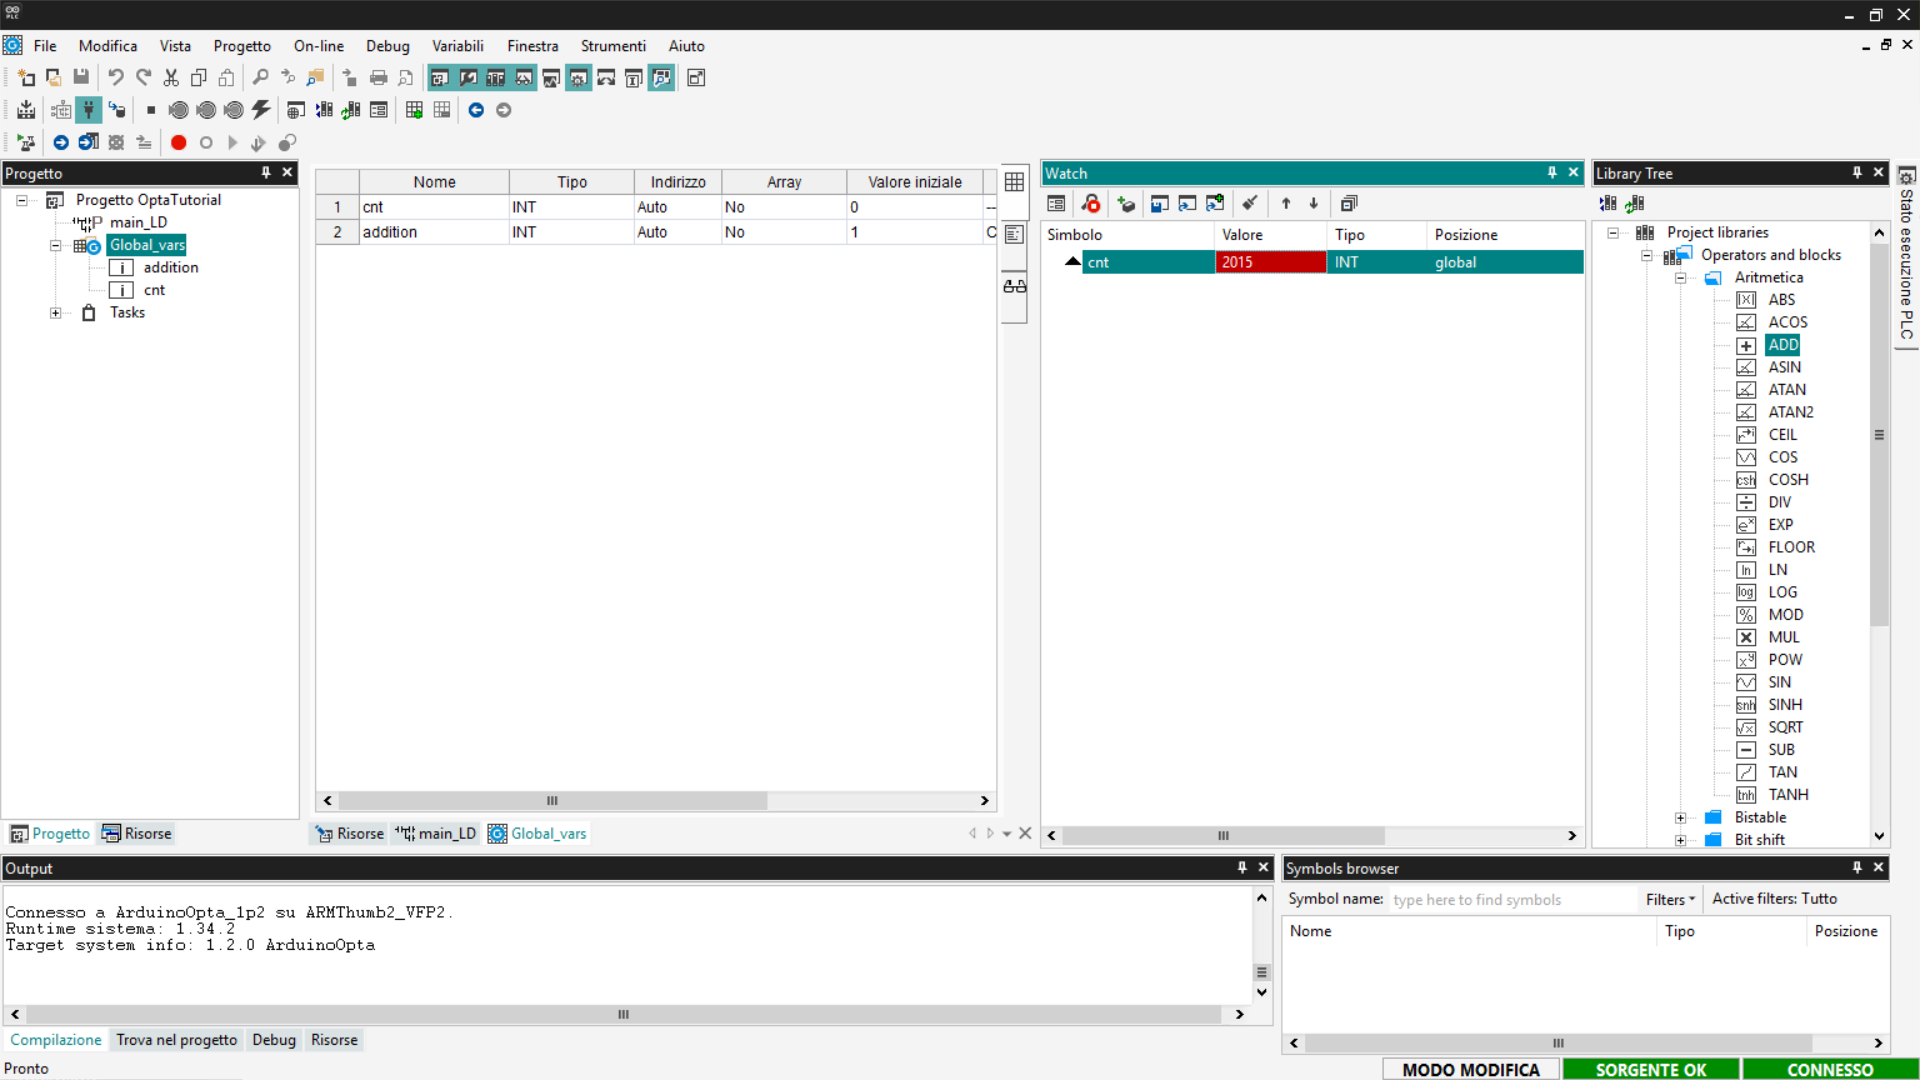 PLC
File Modifica Vista Progetto On-line Debug Variabili Finestra Strumenti Aiuto
Progetto
Progetto OptaTutorial
main_LD
Global_vars
addition
cnt
Tasks
Progetto Risorse
Nome Tipo Indirizzo Array Valore iniziale
1 cnt INT Auto No 0 --
2 addition INT Auto No 1 C
Risorse main_LD Global_vars
Watch
Simbolo Valore Tipo Posizione
cnt 2015 INT global
Library Tree
Project libraries
Operators and blocks
Aritmetica
ABS
ACOS
ADD
ASIN
ATAN
ATAN2
CEIL
COS
csh COSH
DIV
EXP
FLOOR
ln LN
log LOG
MOD
MUL
POW
SIN
snh SINH
SQRT
SUB
TAN
tnh TANH
Bistable
Bit shift
Stato esecuzione PLC
Output
Connesso a ArduinoOpta_1p2 su ARMThumb2_VFP2.
Runtime sistema: 1.34.2
Target system info: 1.2.0 ArduinoOpta
Compilazione Trova nel progetto Debug Risorse
Symbols browser
Symbol name: type here to find symbols Filters Active filters: Tutto
Nome Tipo Posizione
Pronto
MODO MODIFICA SORGENTE OK CONNESSO